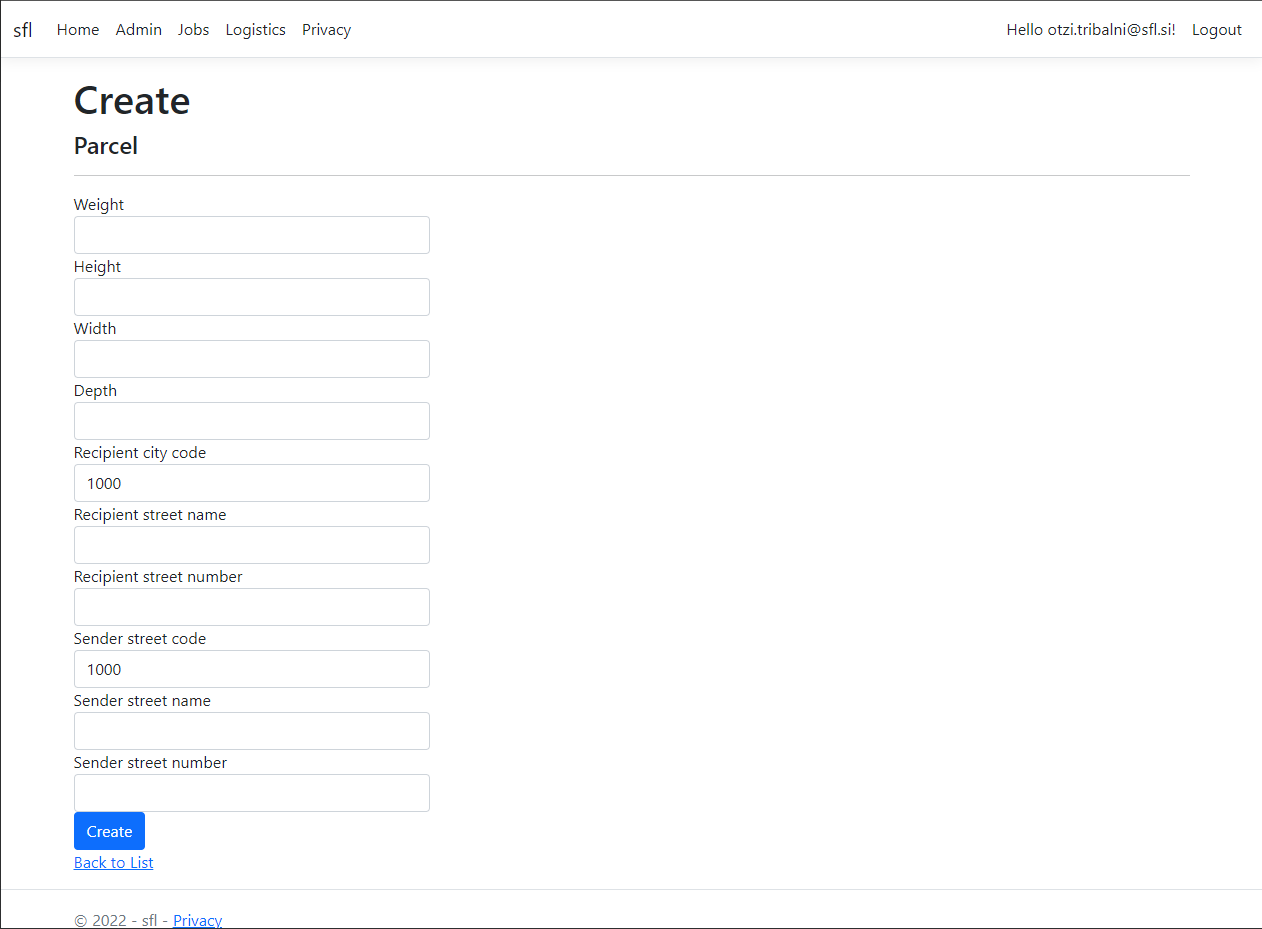 sfl Home Admin Jobs Logistics Privacy Hello otzi.tribalni@sfl.si! Logout
Create
Parcel
Weight
Height
Width
Depth
Recipient city code
1000
Recipient street name
Recipient street number
Sender street code
1000
Sender street name
Sender street number
Create
Back to List
© 2022 - sfl - Privacy